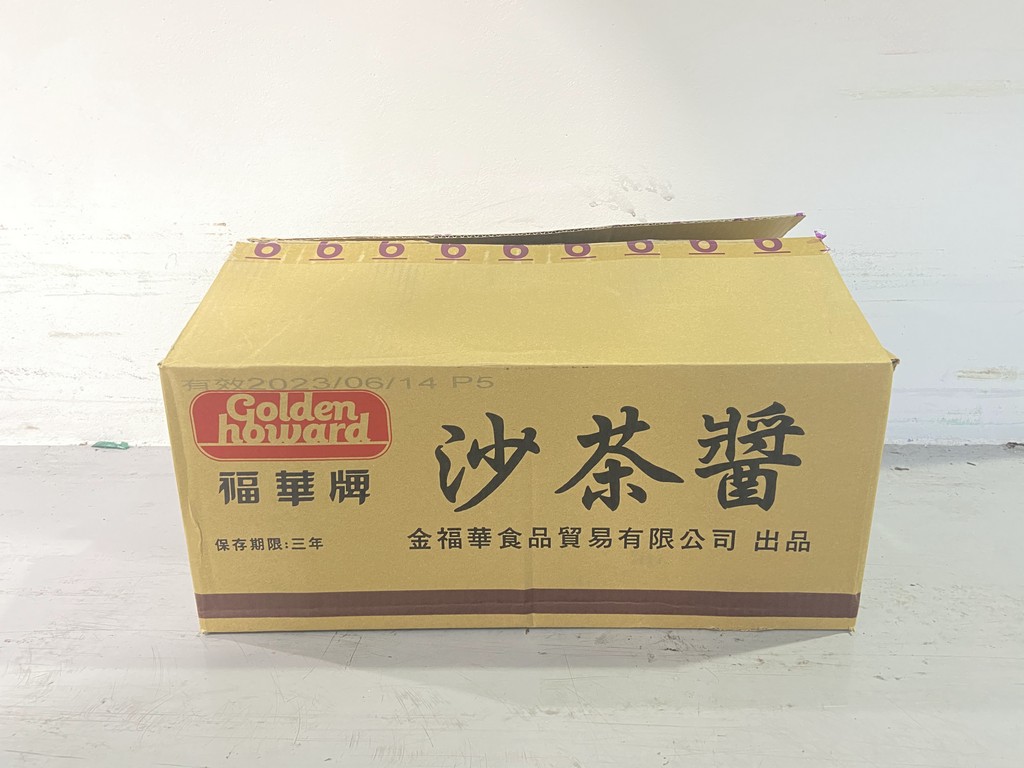 6 6 6 6 6 6 6 6 6
有效2023/06/14 P5
Golden
howard
福華牌
沙茶醬
保存期限:三年
金福華食品貿易有限公司 出品